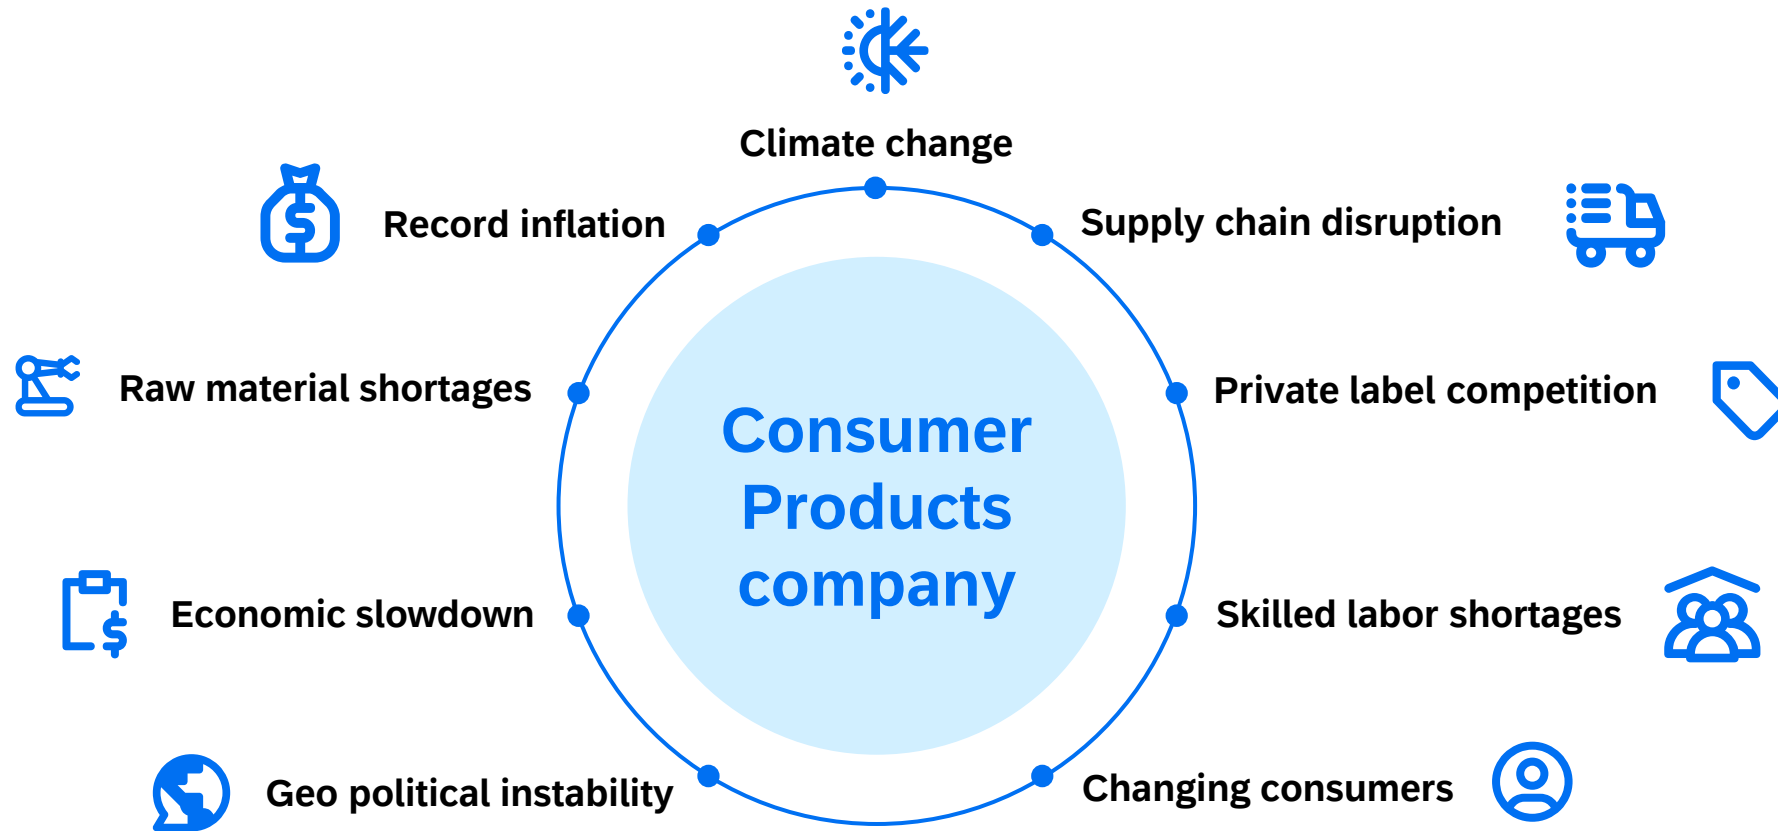 Climate change
Record inflation
Supply chain disruption
Raw material shortages
Private label competition
Consumer
Products
company
Economic slowdown
Skilled labor shortages
Geo political instability
Changing consumers